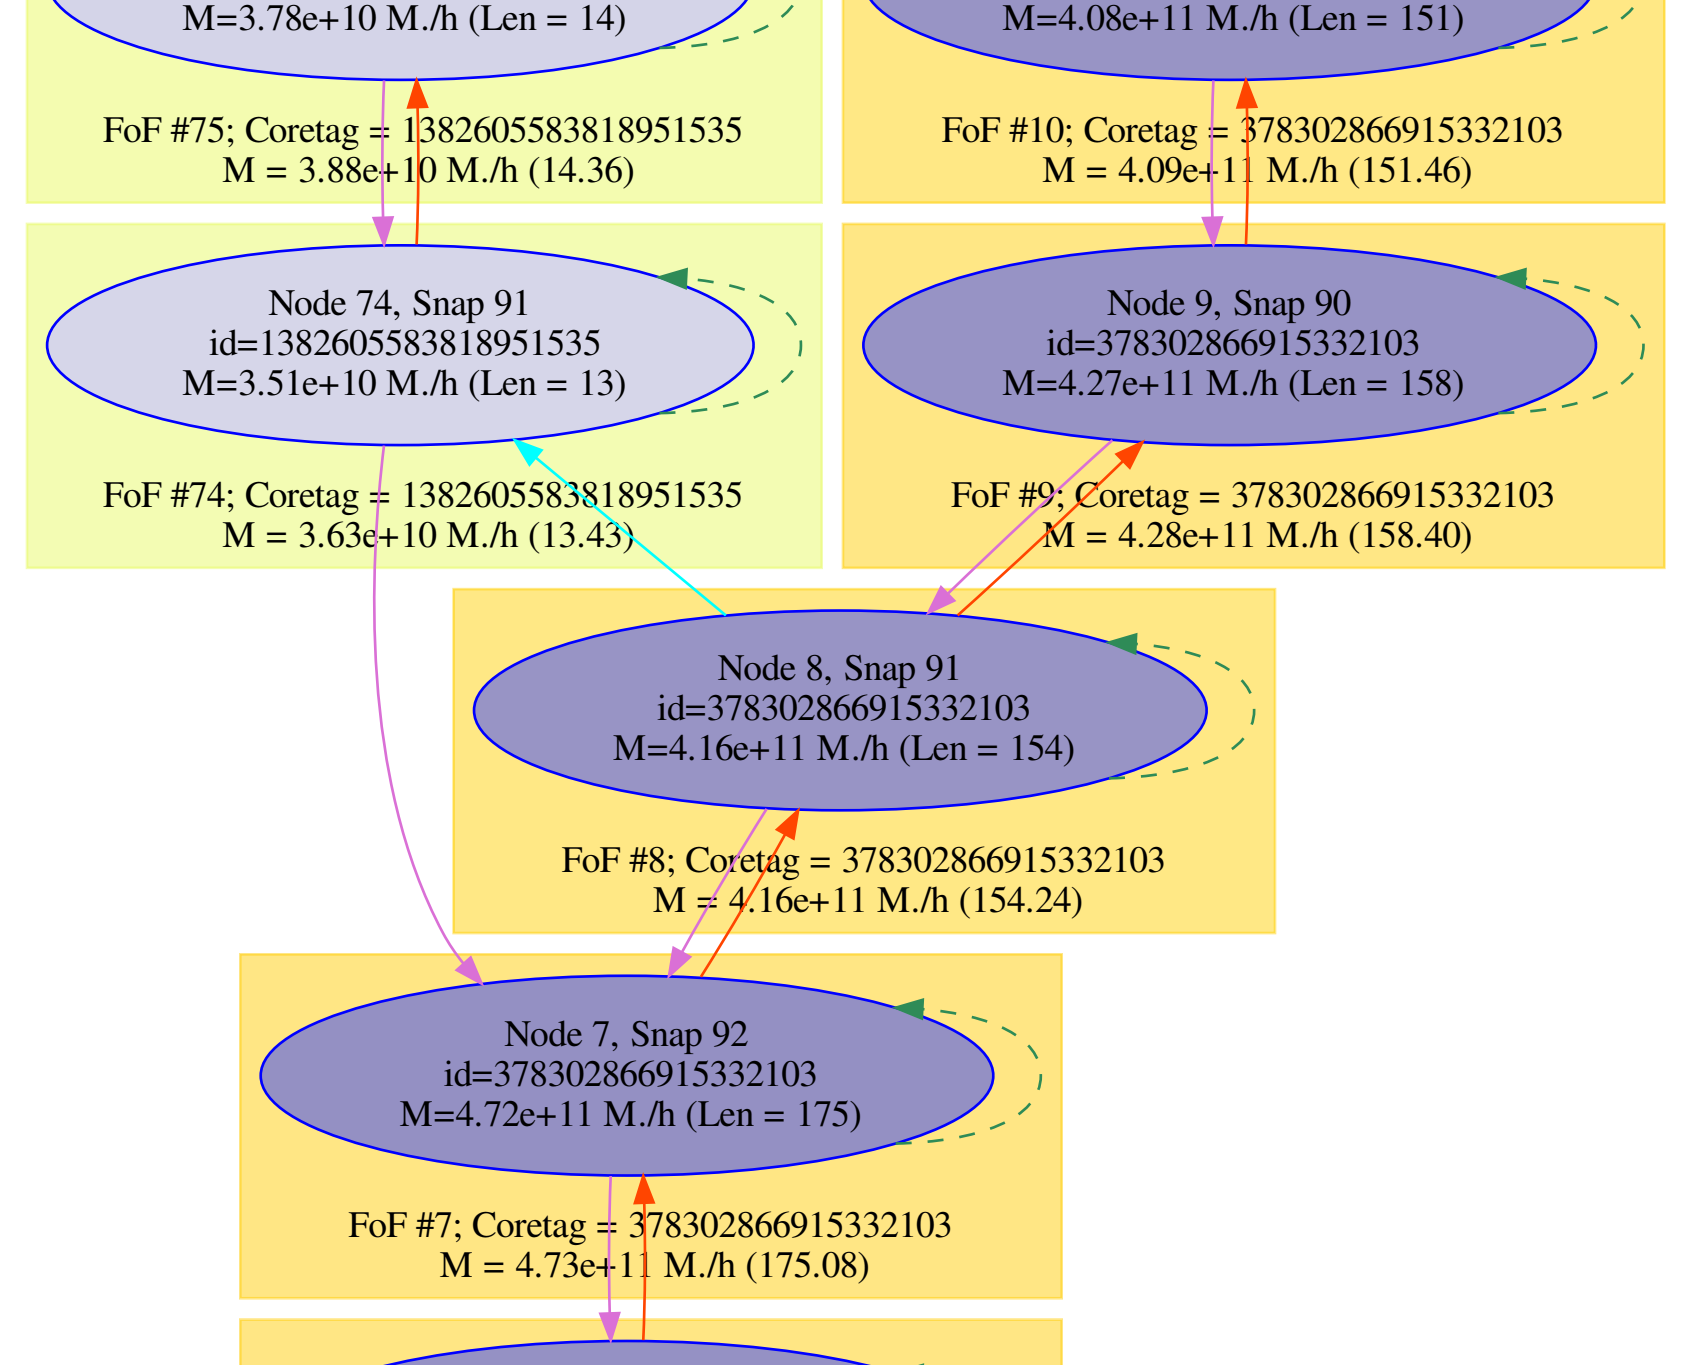 M=3.78e+10 M./h (Len = 14)
FoF #75; Coretag = 1382605583818951535
M = 3.88e+10 M./h (14.36)
M=4.08e+11 M./h (Len = 151)
FoF #10; Coretag = 378302866915332103
M = 4.09e+11 M./h (151.46)
Node 74, Snap 91
id=1382605583818951535
M=3.51e+10 M./h (Len = 13)
FoF #74; Coretag = 1382605583818951535
M = 3.63e+10 M./h (13.43)
Node 9, Snap 90
id=378302866915332103
M=4.27e+11 M./h (Len = 158)
FoF #9; Coretag = 378302866915332103
M = 4.28e+11 M./h (158.40)
Node 8, Snap 91
id=378302866915332103
M=4.16e+11 M./h (Len = 154)
FoF #8; Coretag = 378302866915332103
M = 4.16e+11 M./h (154.24)
Node 7, Snap 92
id=378302866915332103
M=4.72e+11 M./h (Len = 175)
FoF #7; Coretag = 378302866915332103
M = 4.73e+11 M./h (175.08)